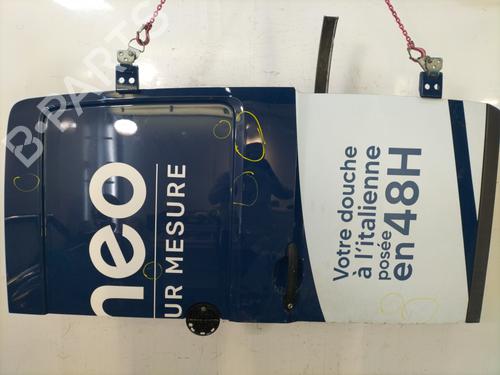 B-PARTS
neo
UR MESURE
Votre douche
à l'italienne
posée
en 48H